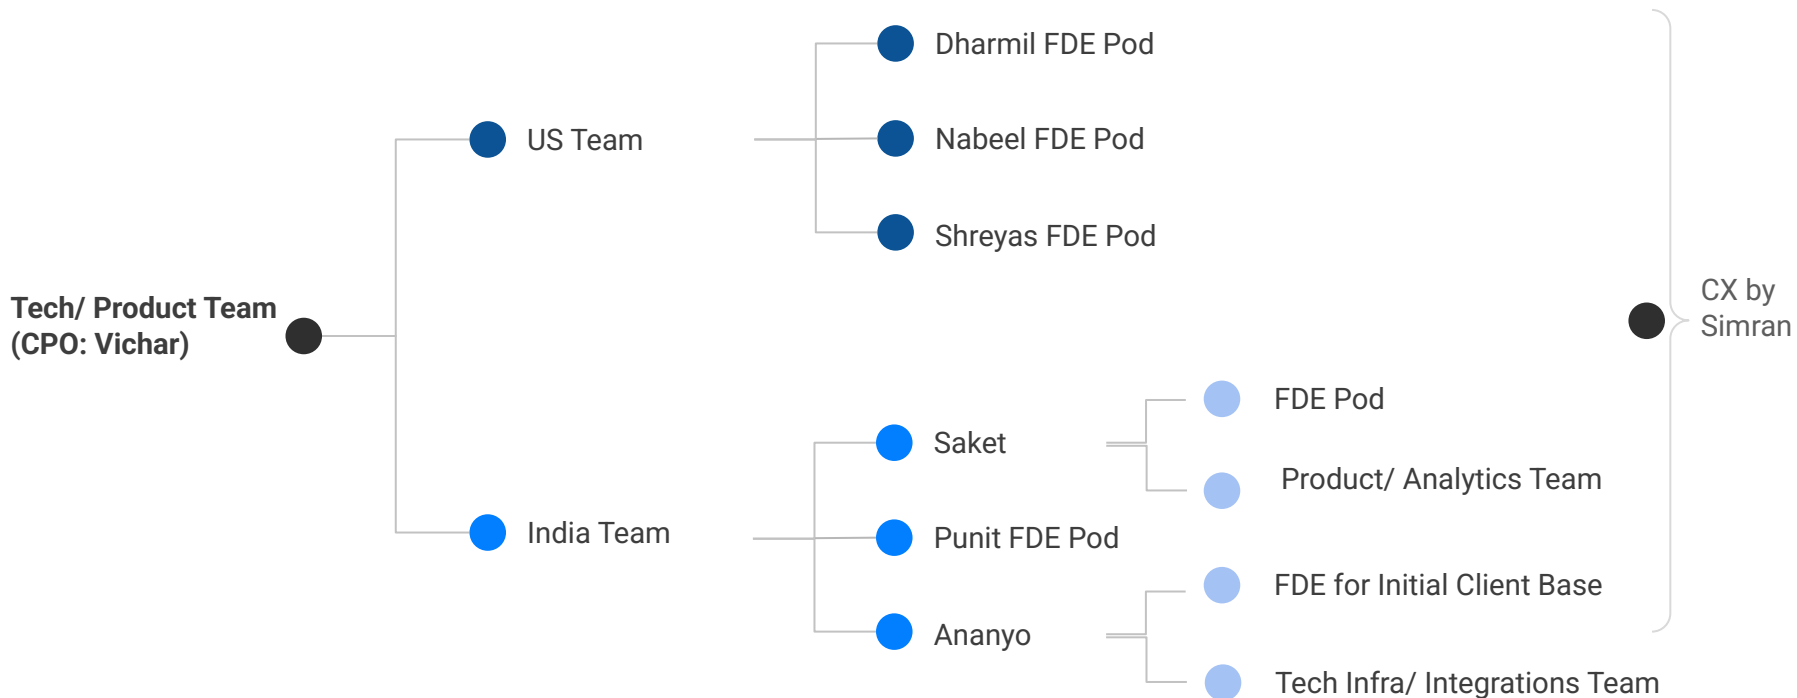 Dharmil FDE Pod
US Team
Nabeel FDE Pod
Shreyas FDE Pod
Tech/ Product Team
(CPO: Vichar)
CX by
Simran
FDE Pod
Saket
Product/ Analytics Team
India Team
Punit FDE Pod
FDE for Initial Client Base
Ananyo
Tech Infra/ Integrations Team